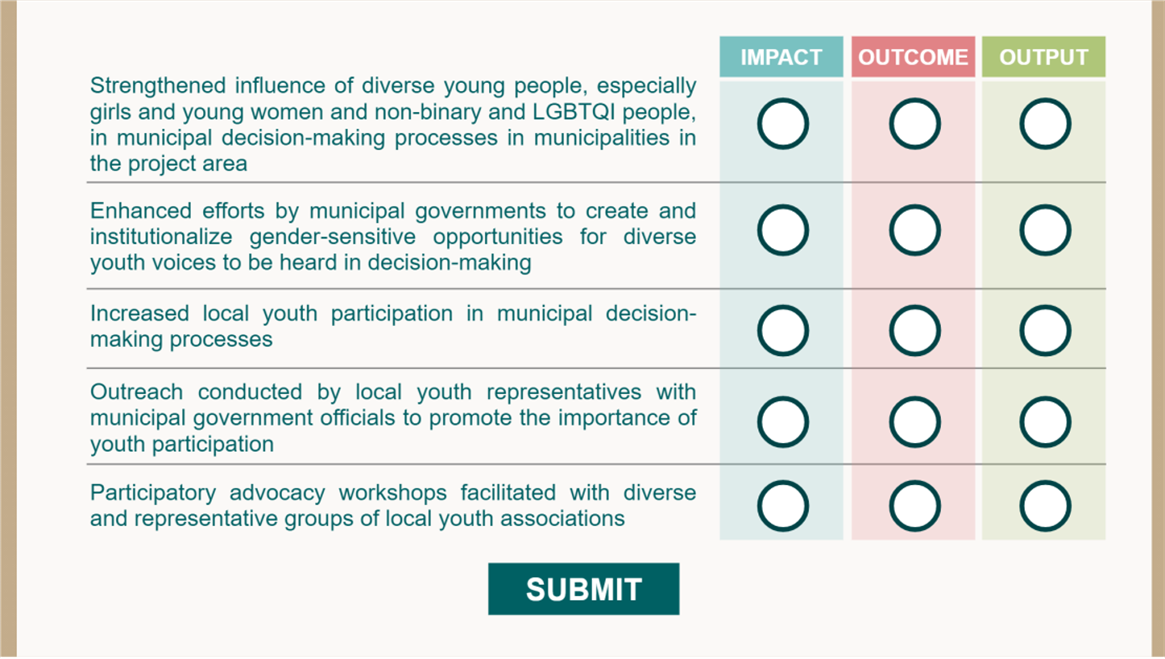 IMPACT OUTCOME OUTPUT
Strengthened influence of diverse young people, especially
girls and young women and non-binary and LGBTQI people,
in municipal decision-making processes in municipalities in
the project area
Enhanced efforts by municipal governments to create and
institutionalize gender-sensitive opportunities for diverse
youth voices to be heard in decision-making
Increased local youth participation in municipal decision-
making processes
Outreach conducted by local youth representatives with
municipal government officials to promote the importance of
youth participation
Participatory advocacy workshops facilitated with diverse
and representative groups of local youth associations
SUBMIT